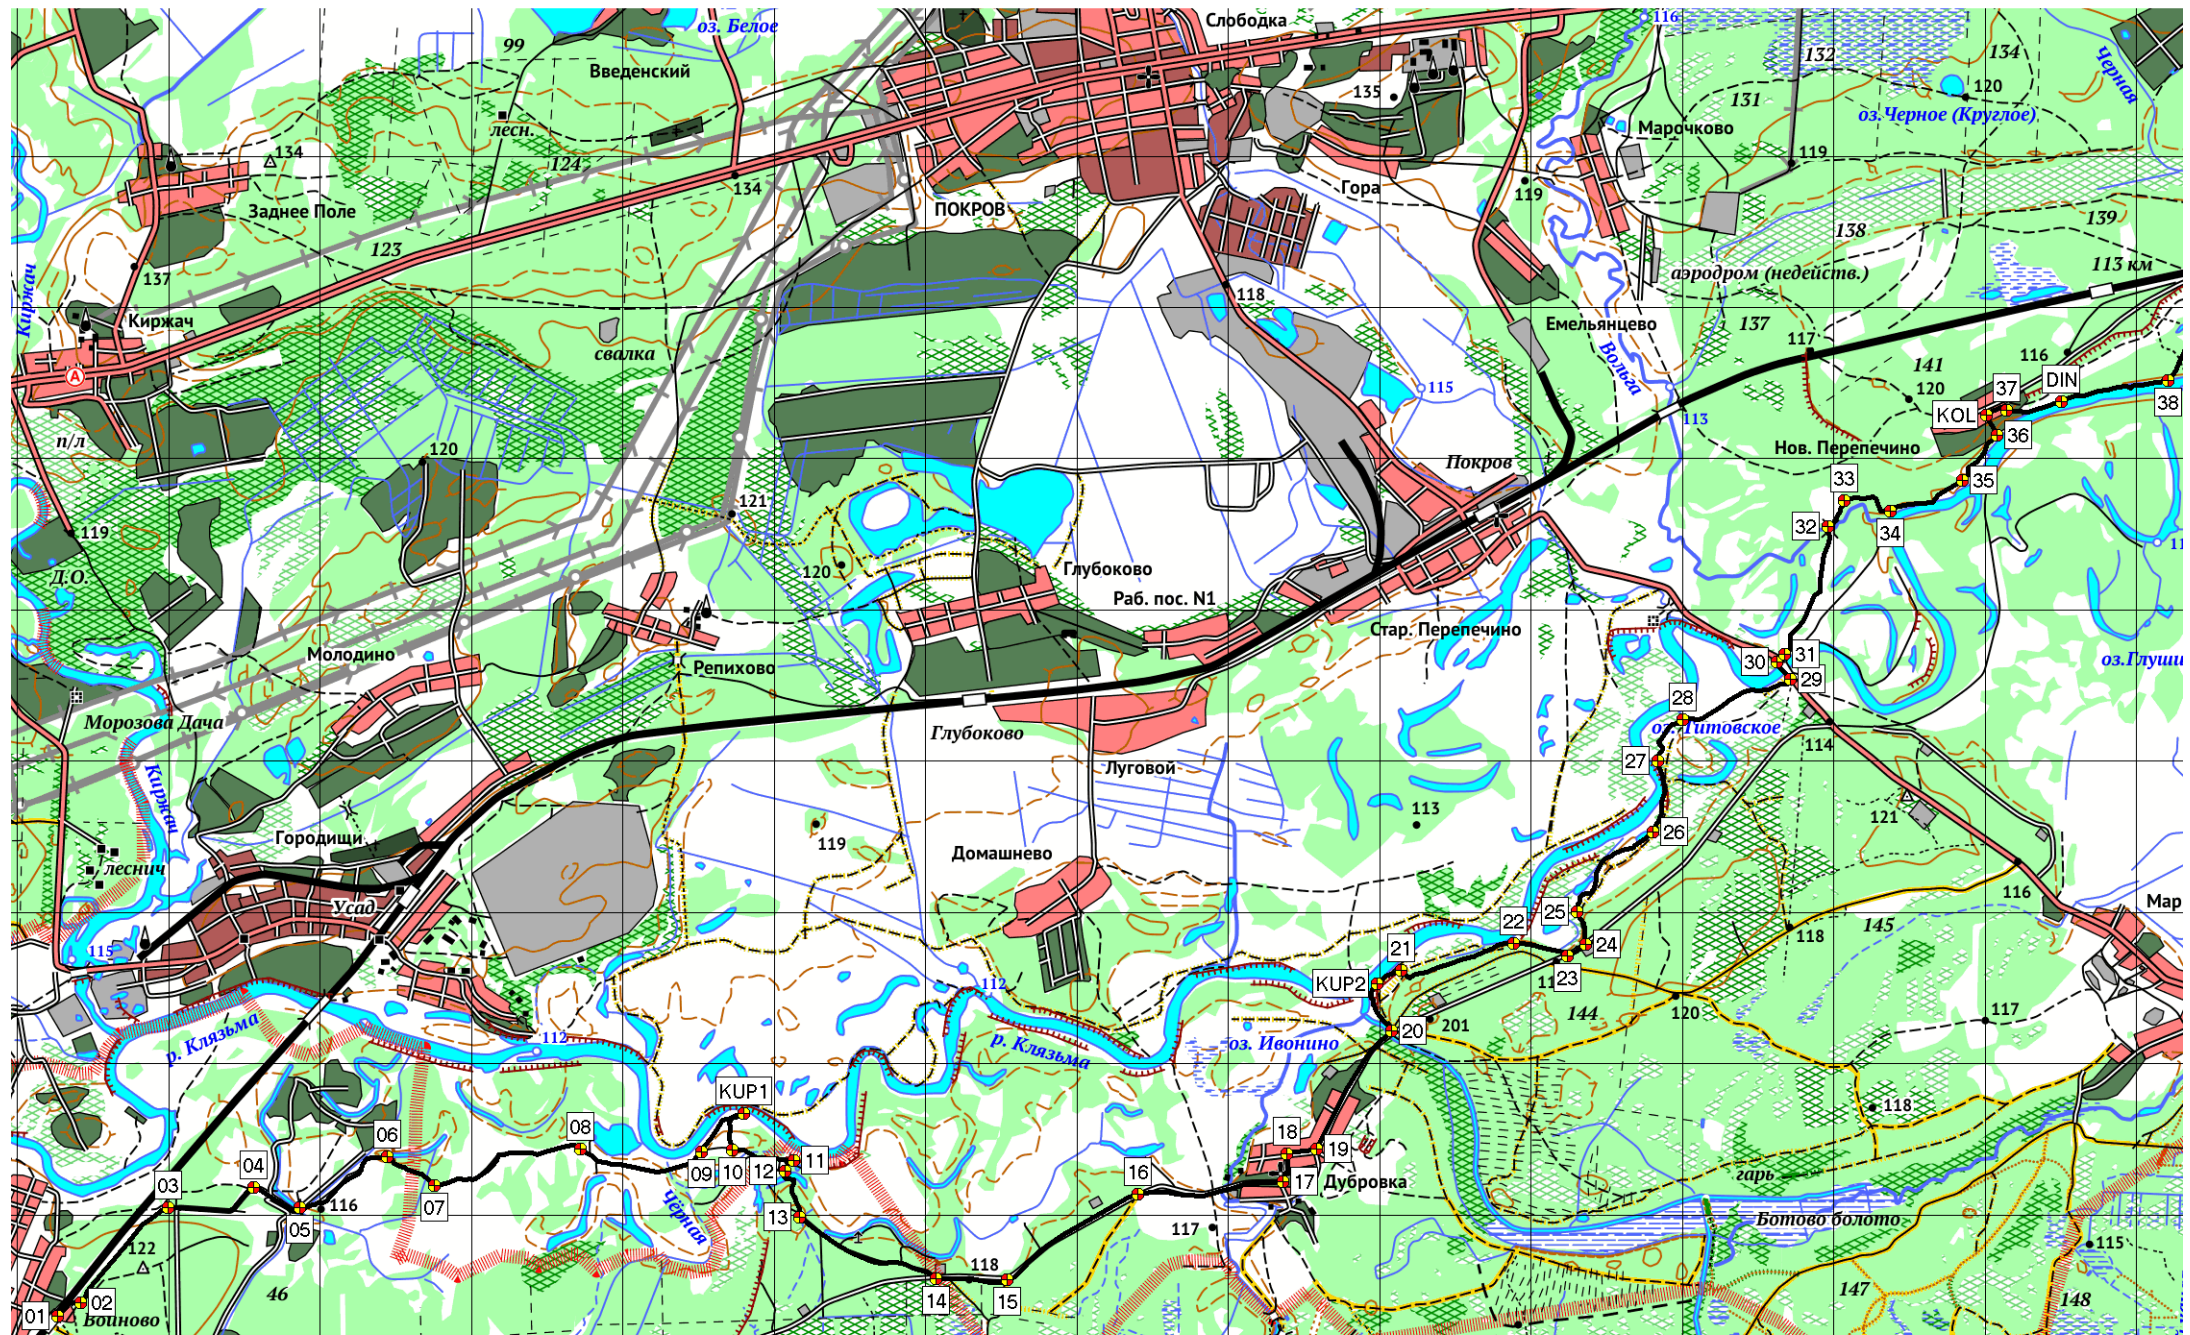 Слободка
116
оз. Белое
99
Введенский
132
134
Черная
135
131
120
оз.Черное (Круглое)
лесн.
Марочково
134
124
119
134
Гора
119
Заднее Поле
ПОКРОВ
123
138
139
137
аэродром (недейств.)
113 км
Киржач
118
Киржач
Емельянцево
137
117
свалка
Вольга
141
116
115
120
DIN
37
38
А
KOL
113
36
п/л
120
Покров
Нов. Перепечино
33
35
121
119
32
34
Глубоково
120
Д.О.
Раб. пос. N1
Стар. Перепечино
Молодино
Репихово
30
31
оз.Глуши
29
28
Морозова Дача
Глубоково
оз. Титовское
114
27
Луговой
Киржач
113
121
26
Городищи
119
Домашнево
леснич
116
Усад
Мар
25
22
145
118
115
21
24
23
KUP2
112
144
120
117
201
20
р. Клязьма
112
р. Клязьма
оз. Ивонино
KUP1
118
06
08
18
19
04
09
10
12
11
гарь
03
16
17
Дубровка
07
116
05
Чёрная
13
117
Ботово болото
122
115
118
46
14
15
147
148
01
02
Войново